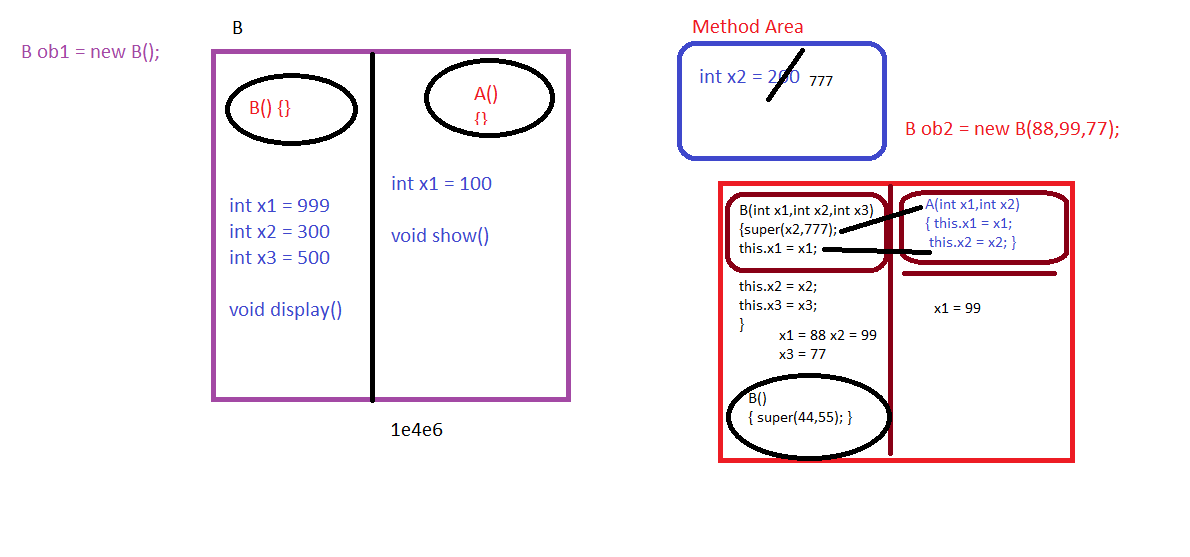 B ob1 = new B();
B
B() {}
A()
{}
int x1 = 999
int x2 = 300
int x3 = 500
void display()
int x1 = 100
void show()
1e4e6
Method Area
int x2 = 200 777
B ob2 = new B(88,99,77);
B(int x1,int x2,int x3)
{super(x2,777);
this.x1 = x1;
this.x2 = x2;
this.x3 = x3;
}
x1 = 88 x2 = 99
x3 = 77
B()
{ super(44,55); }
A(int x1,int x2)
{ this.x1 = x1;
this.x2 = x2; }
x1 = 99